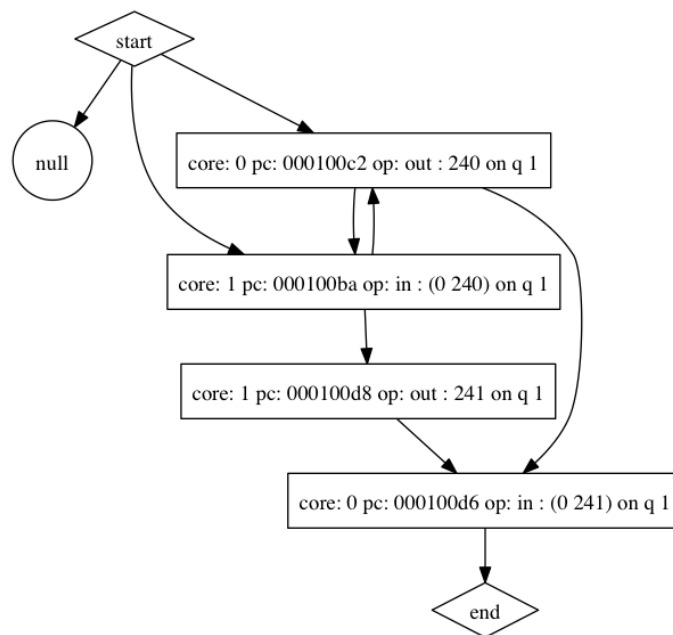 start
null
core: 0 pc: 000100c2 op: out : 240 on q 1
core: 1 pc: 000100ba op: in : (0 240) on q 1
core: 1 pc: 000100d8 op: out : 241 on q 1
core: 0 pc: 000100d6 op: in : (0 241) on q 1
end